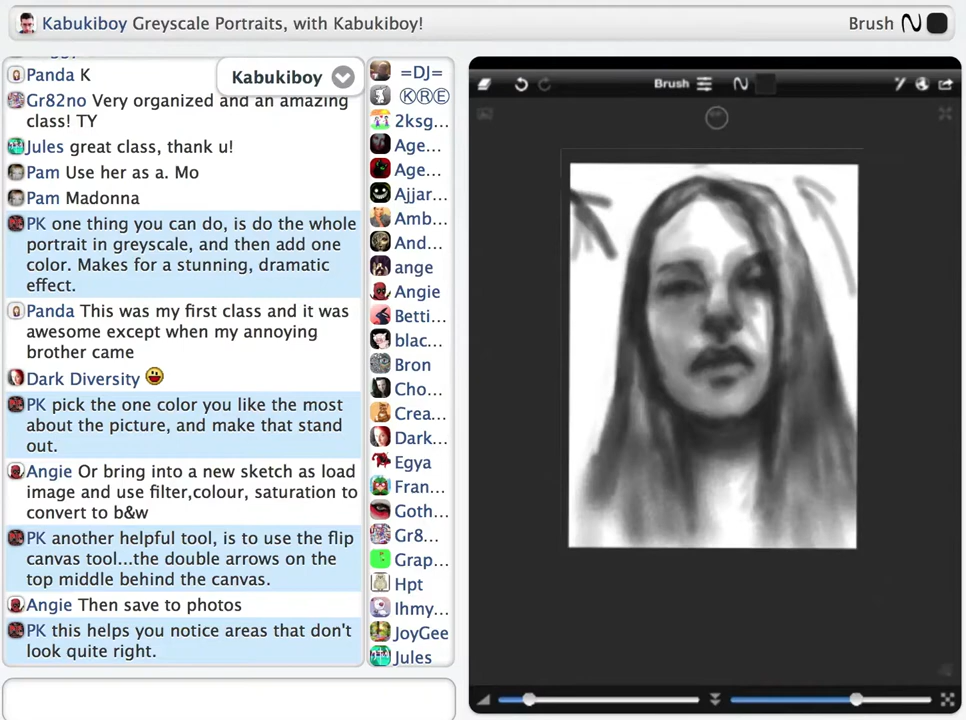 Kabukiboy Greyscale Portraits, with Kabukiboy!
Brush
Panda K
Kabukiboy
Gr82no Very organized and an amazing
class! TY
Jules great class, thank u!
Pam Use her as a. Mo
Pam Madonna
PK one thing you can do, is do the whole
portrait in greyscale, and then add one
color. Makes for a stunning, dramatic
effect.
Panda This was my first class and it was
awesome except when my annoying
brother came
Dark Diversity
PK pick the one color you like the most
about the picture, and make that stand
out.
Angie Or bring into a new sketch as load
image and use filter,colour, saturation to
convert to b&w
PK another helpful tool, is to use the flip
canvas tool...the double arrows on the
top middle behind the canvas.
Angie Then save to photos
PK this helps you notice areas that don't
look quite right.
=DJ=
ⓀⓇⒺ
2ksg...
Age...
Age...
Ajjar...
Amb...
And...
ange
Angie
Betti...
blac...
Bron
Cho...
Crea...
Dark...
Egya
Fran...
Goth...
Gr8...
Grap...
Hpt
Ihmy...
JoyGee
Jules
Brush